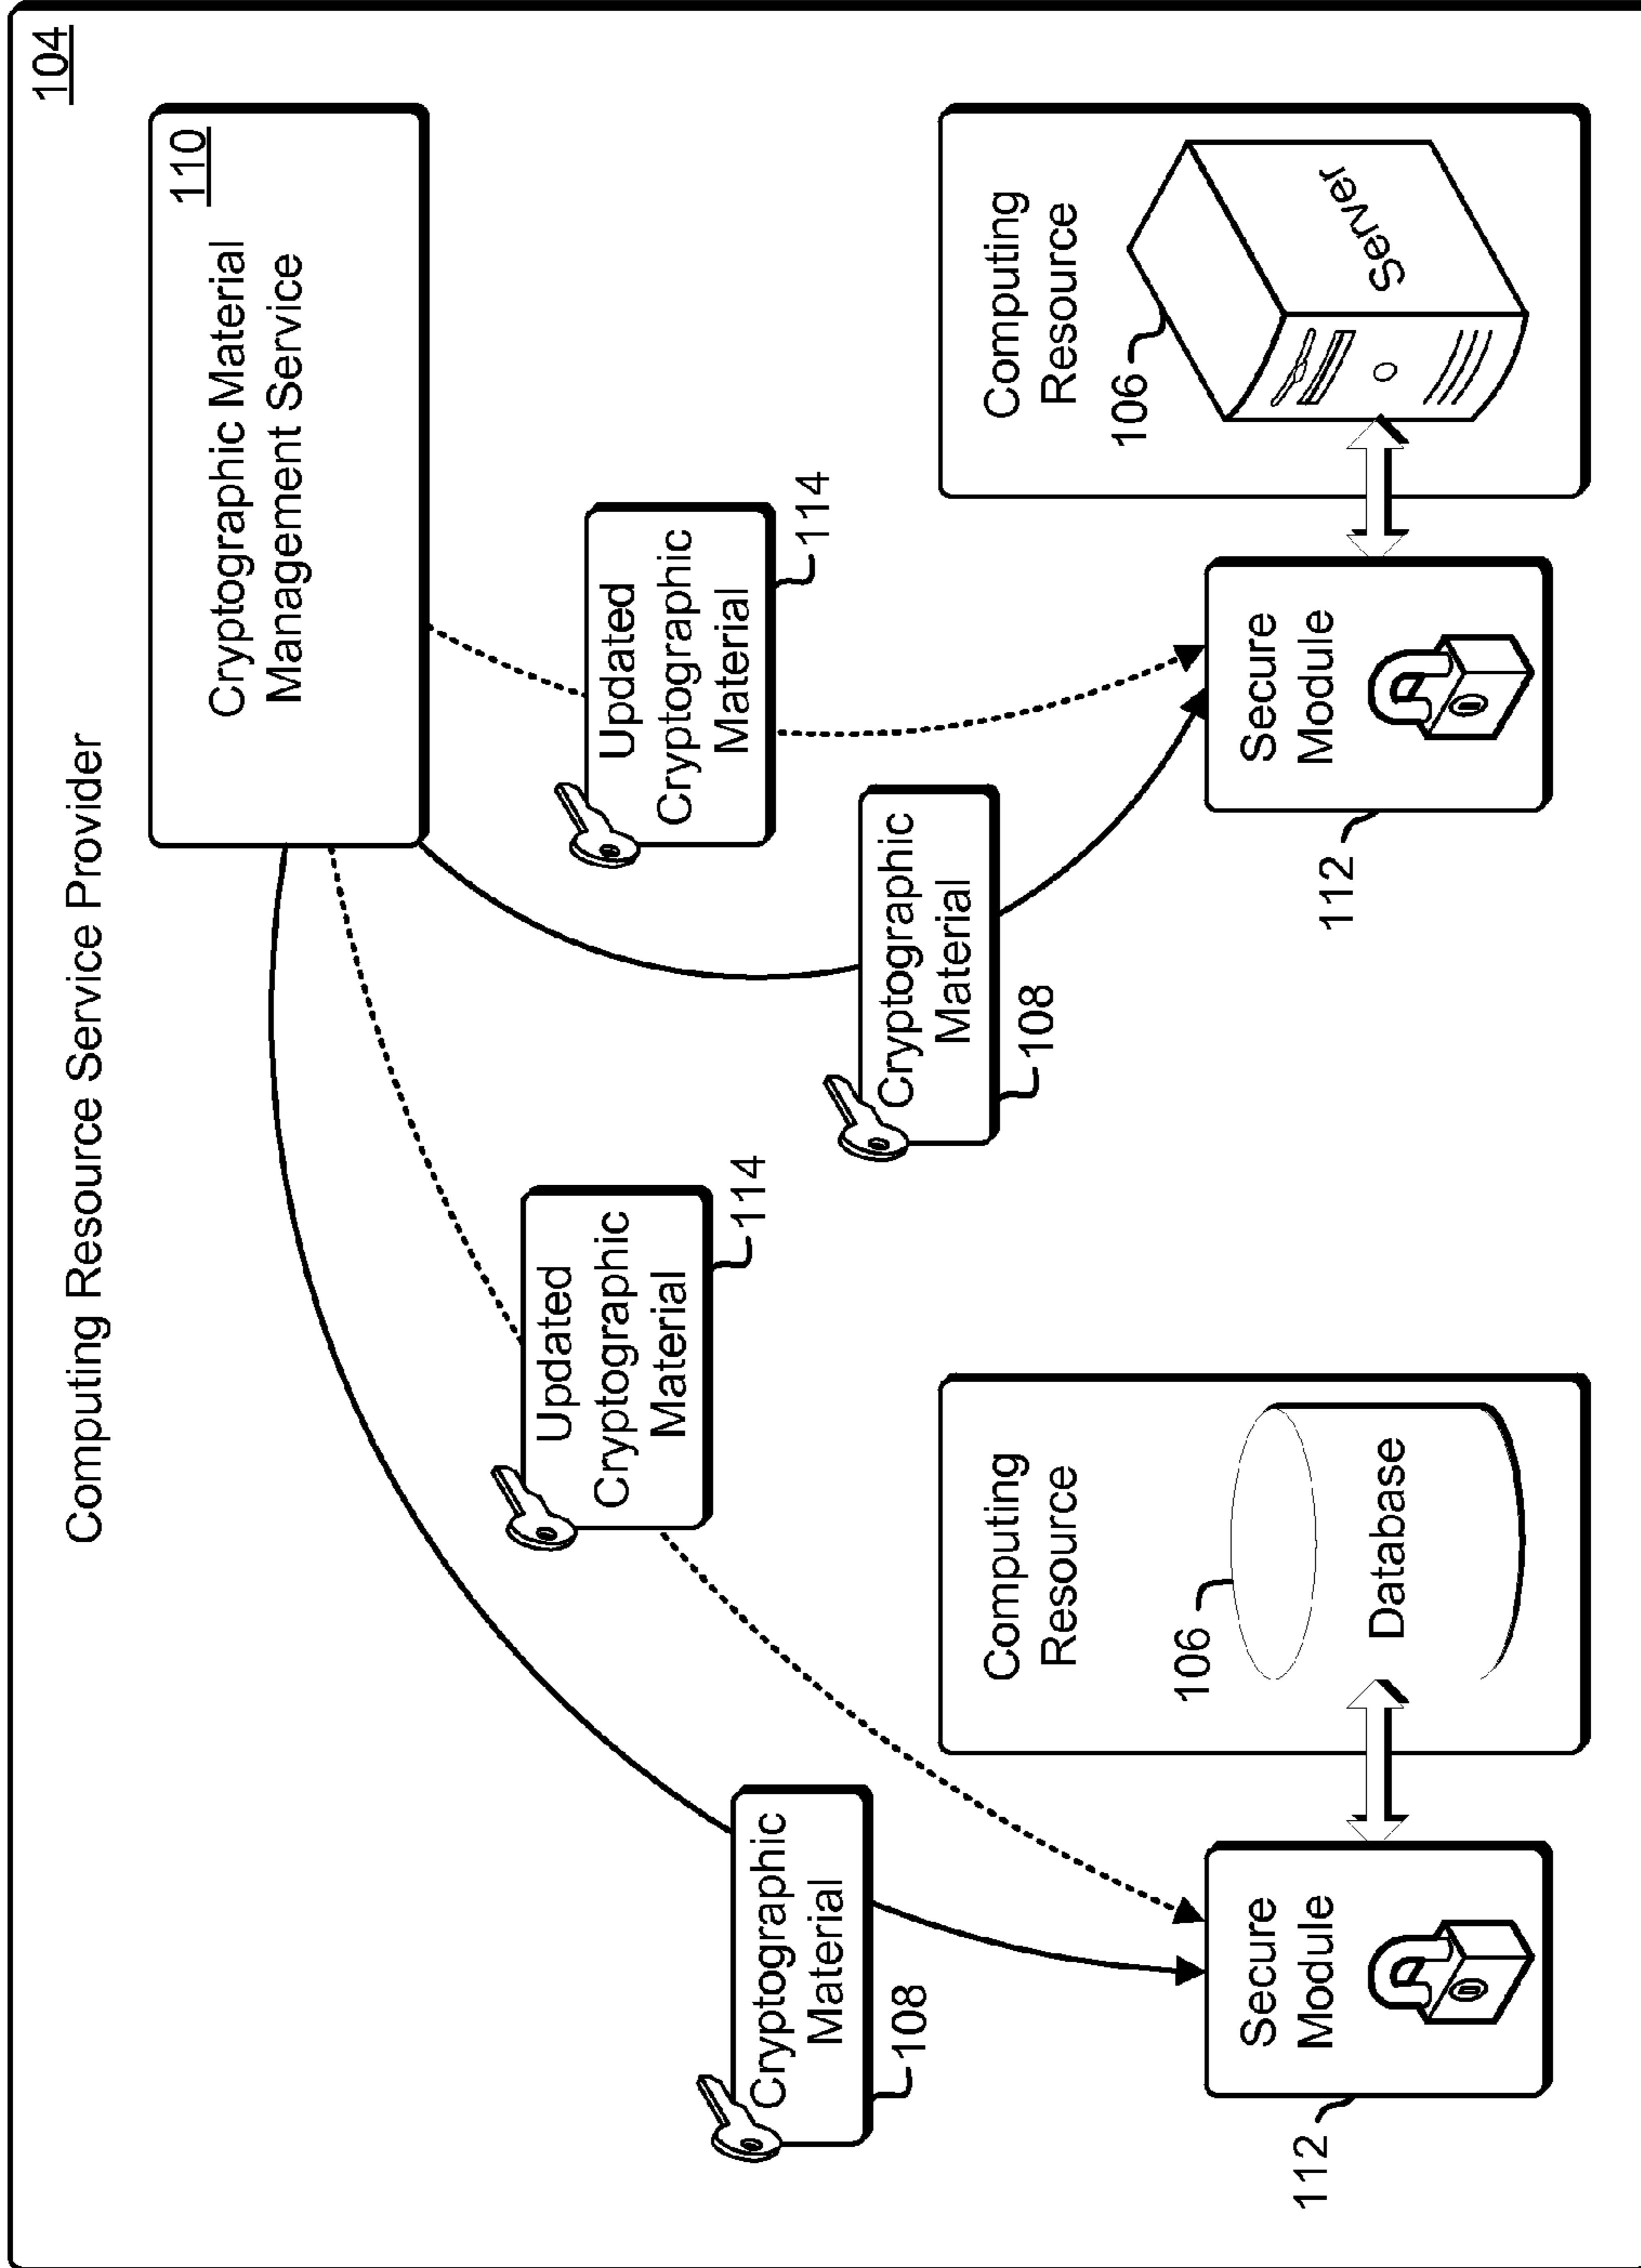 Computing Resource Service Provider
104
110
Cryptographic Material
Management Service
Updated
Cryptographic
Material
114
Updated
Cryptographic
Material
114
Cryptographic
Material
108
Cryptographic
Material
108
Computing
Resource
106
Database
Computing
Resource
106
Server
Secure
Module
112
Secure
Module
112